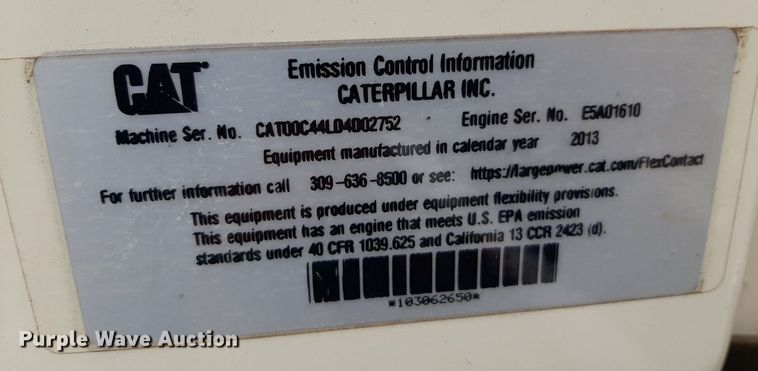 CAT
Emission Control Information
CATERPILLAR INC.
Machine Ser. No. CAT00C44LD4D02752 Engine Ser. No. E5A01610
Equipment manufactured in calendar year 2013
For further information call 309-636-8500 or see: https://largepower.cat.com/FlexContact
This equipment is produced under equipment flexibility provisions.
This equipment has an engine that meets U.S. EPA emission
standards under 40 CFR 1039.625 and California 13 CCR 2423 (d).
*103062650*
Purple Wave Auction